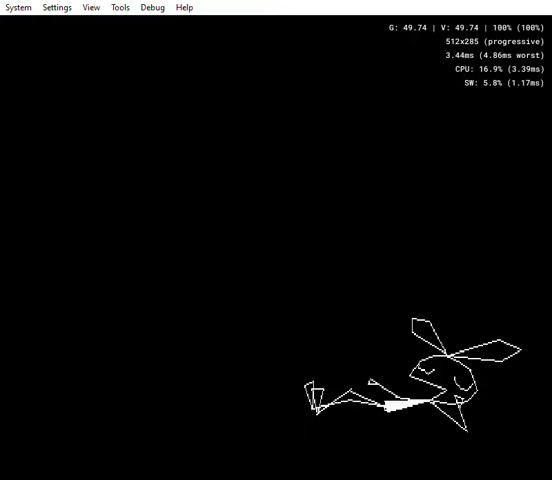 System Settings View Tools Debug Help
G: 49.74 | V: 49.74 | 100% (100%)
512x285 (progressive)
3.44ms (4.86ms worst)
CPU: 16.9% (3.39ms)
SW: 5.8% (1.17ms)